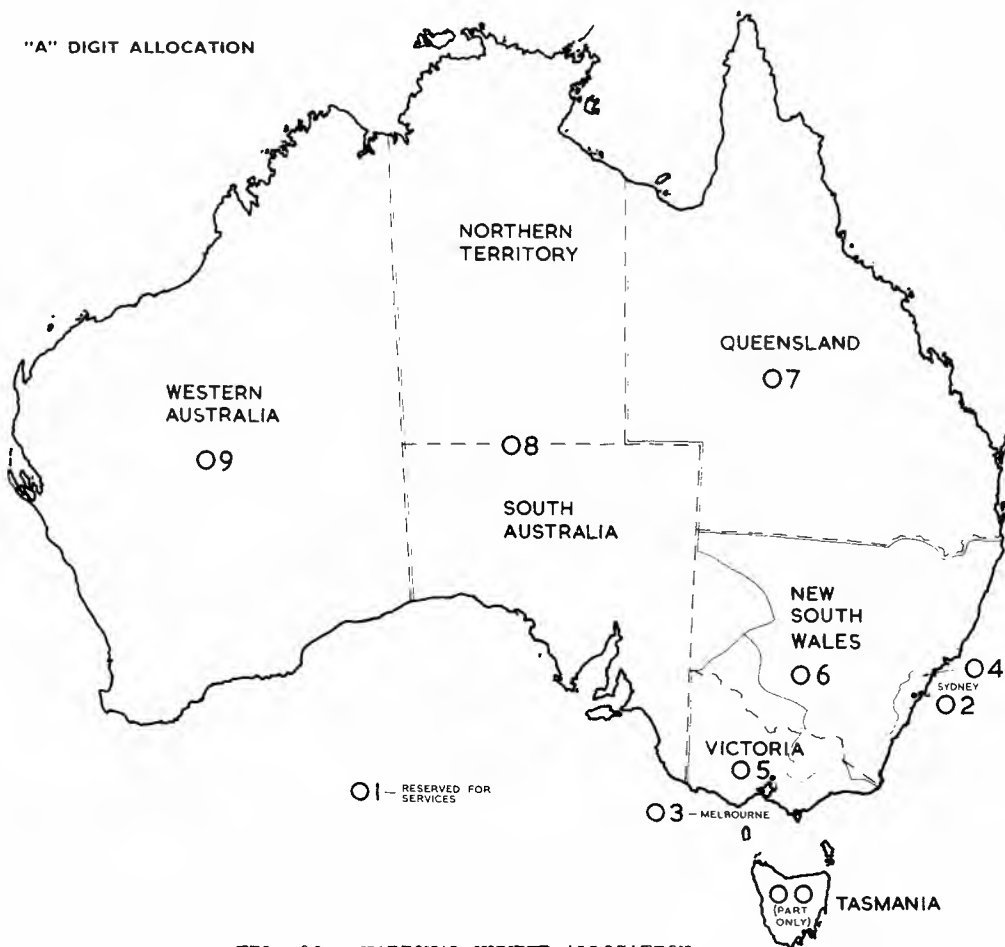 "A" DIGIT ALLOCATION
NORTHERN
TERRITORY
QUEENSLAND
07
WESTERN
AUSTRALIA
09
08
SOUTH
AUSTRALIA
NEW
SOUTH
WALES
06
04
SYDNEY
02
VICTORIA
05
01 – RESERVED FOR
SERVICES
03 – MELBOURNE
00
(PART
ONLY)
TASMANIA